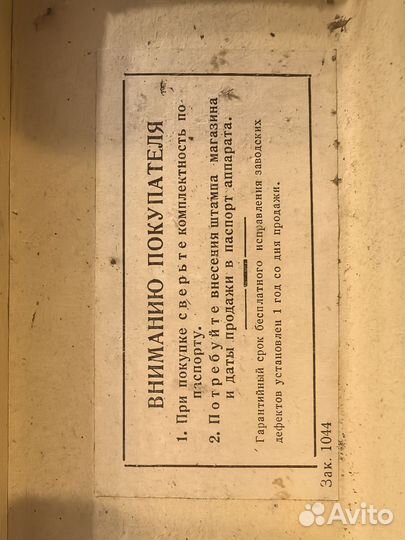 ВНИМАНИЮ ПОКУПАТЕЛЯ
1. При покупке сверьте комплектность по
паспорту.
2. Потребуйте внесения штампа магазина
и даты продажи в паспорт аппарата.
Гарантийный срок бесплатного исправления заводских
дефектов установлен 1 год со дня продажи.
Зак. 1044
Avito